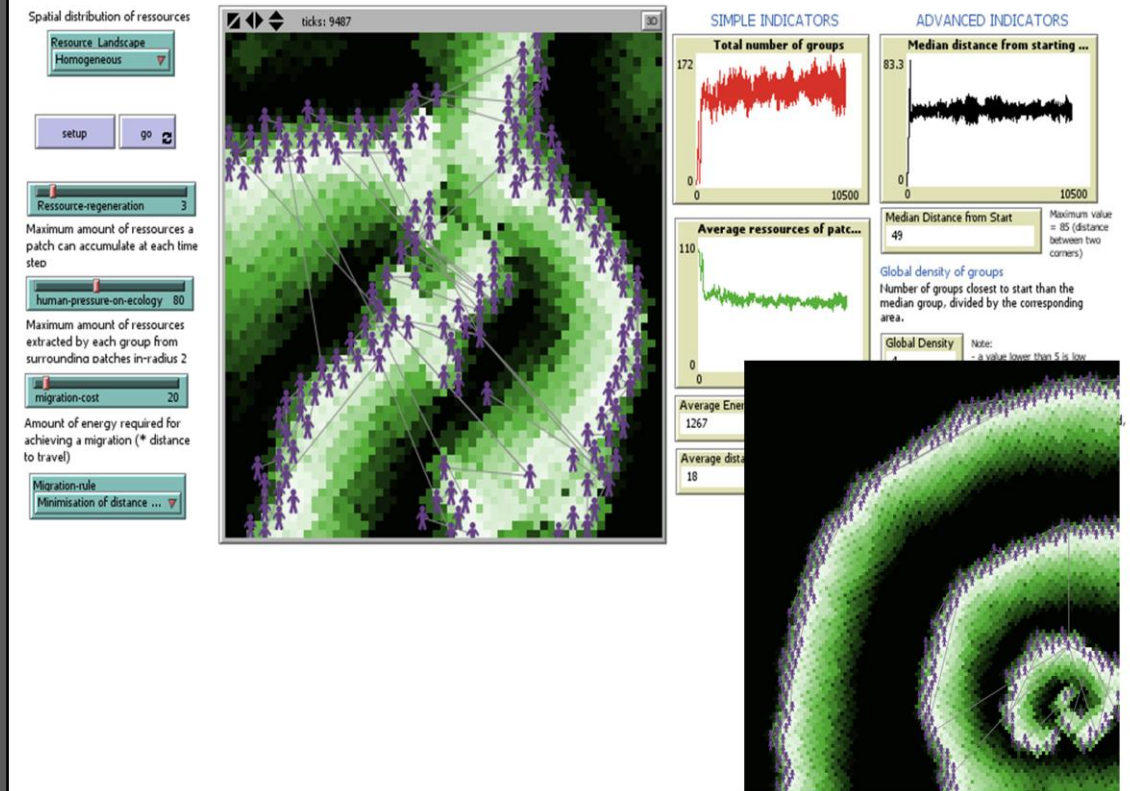 Spatial distribution of ressources
Resource_Landscape
Homogeneous
setup
go
Ressource-regeneration 3
Maximum amount of ressources a
patch can accumulate at each time
step
human-pressure-on-ecology 80
Maximum amount of ressources
extracted by each group from
surrounding patches in-radius 2
migration-cost 20
Amount of energy required for
achieving a migration (* distance
to travel)
Migration-rule
Minimisation of distance ...
ticks: 9487
3D
SIMPLE INDICATORS
Total number of groups
172
0
0 10500
Average ressources of patc...
110
0
0
Average Ener
1267
Average dista
18
ADVANCED INDICATORS
Median distance from starting ...
83.3
0
0 10500
Median Distance from Start
49
Maximum value
= 85 (distance
between two
corners)
Global density of groups
Number of groups closest to start than the
median group, divided by the corresponding
area.
Global Density
Note:
- a value lower than 5 is low
d,